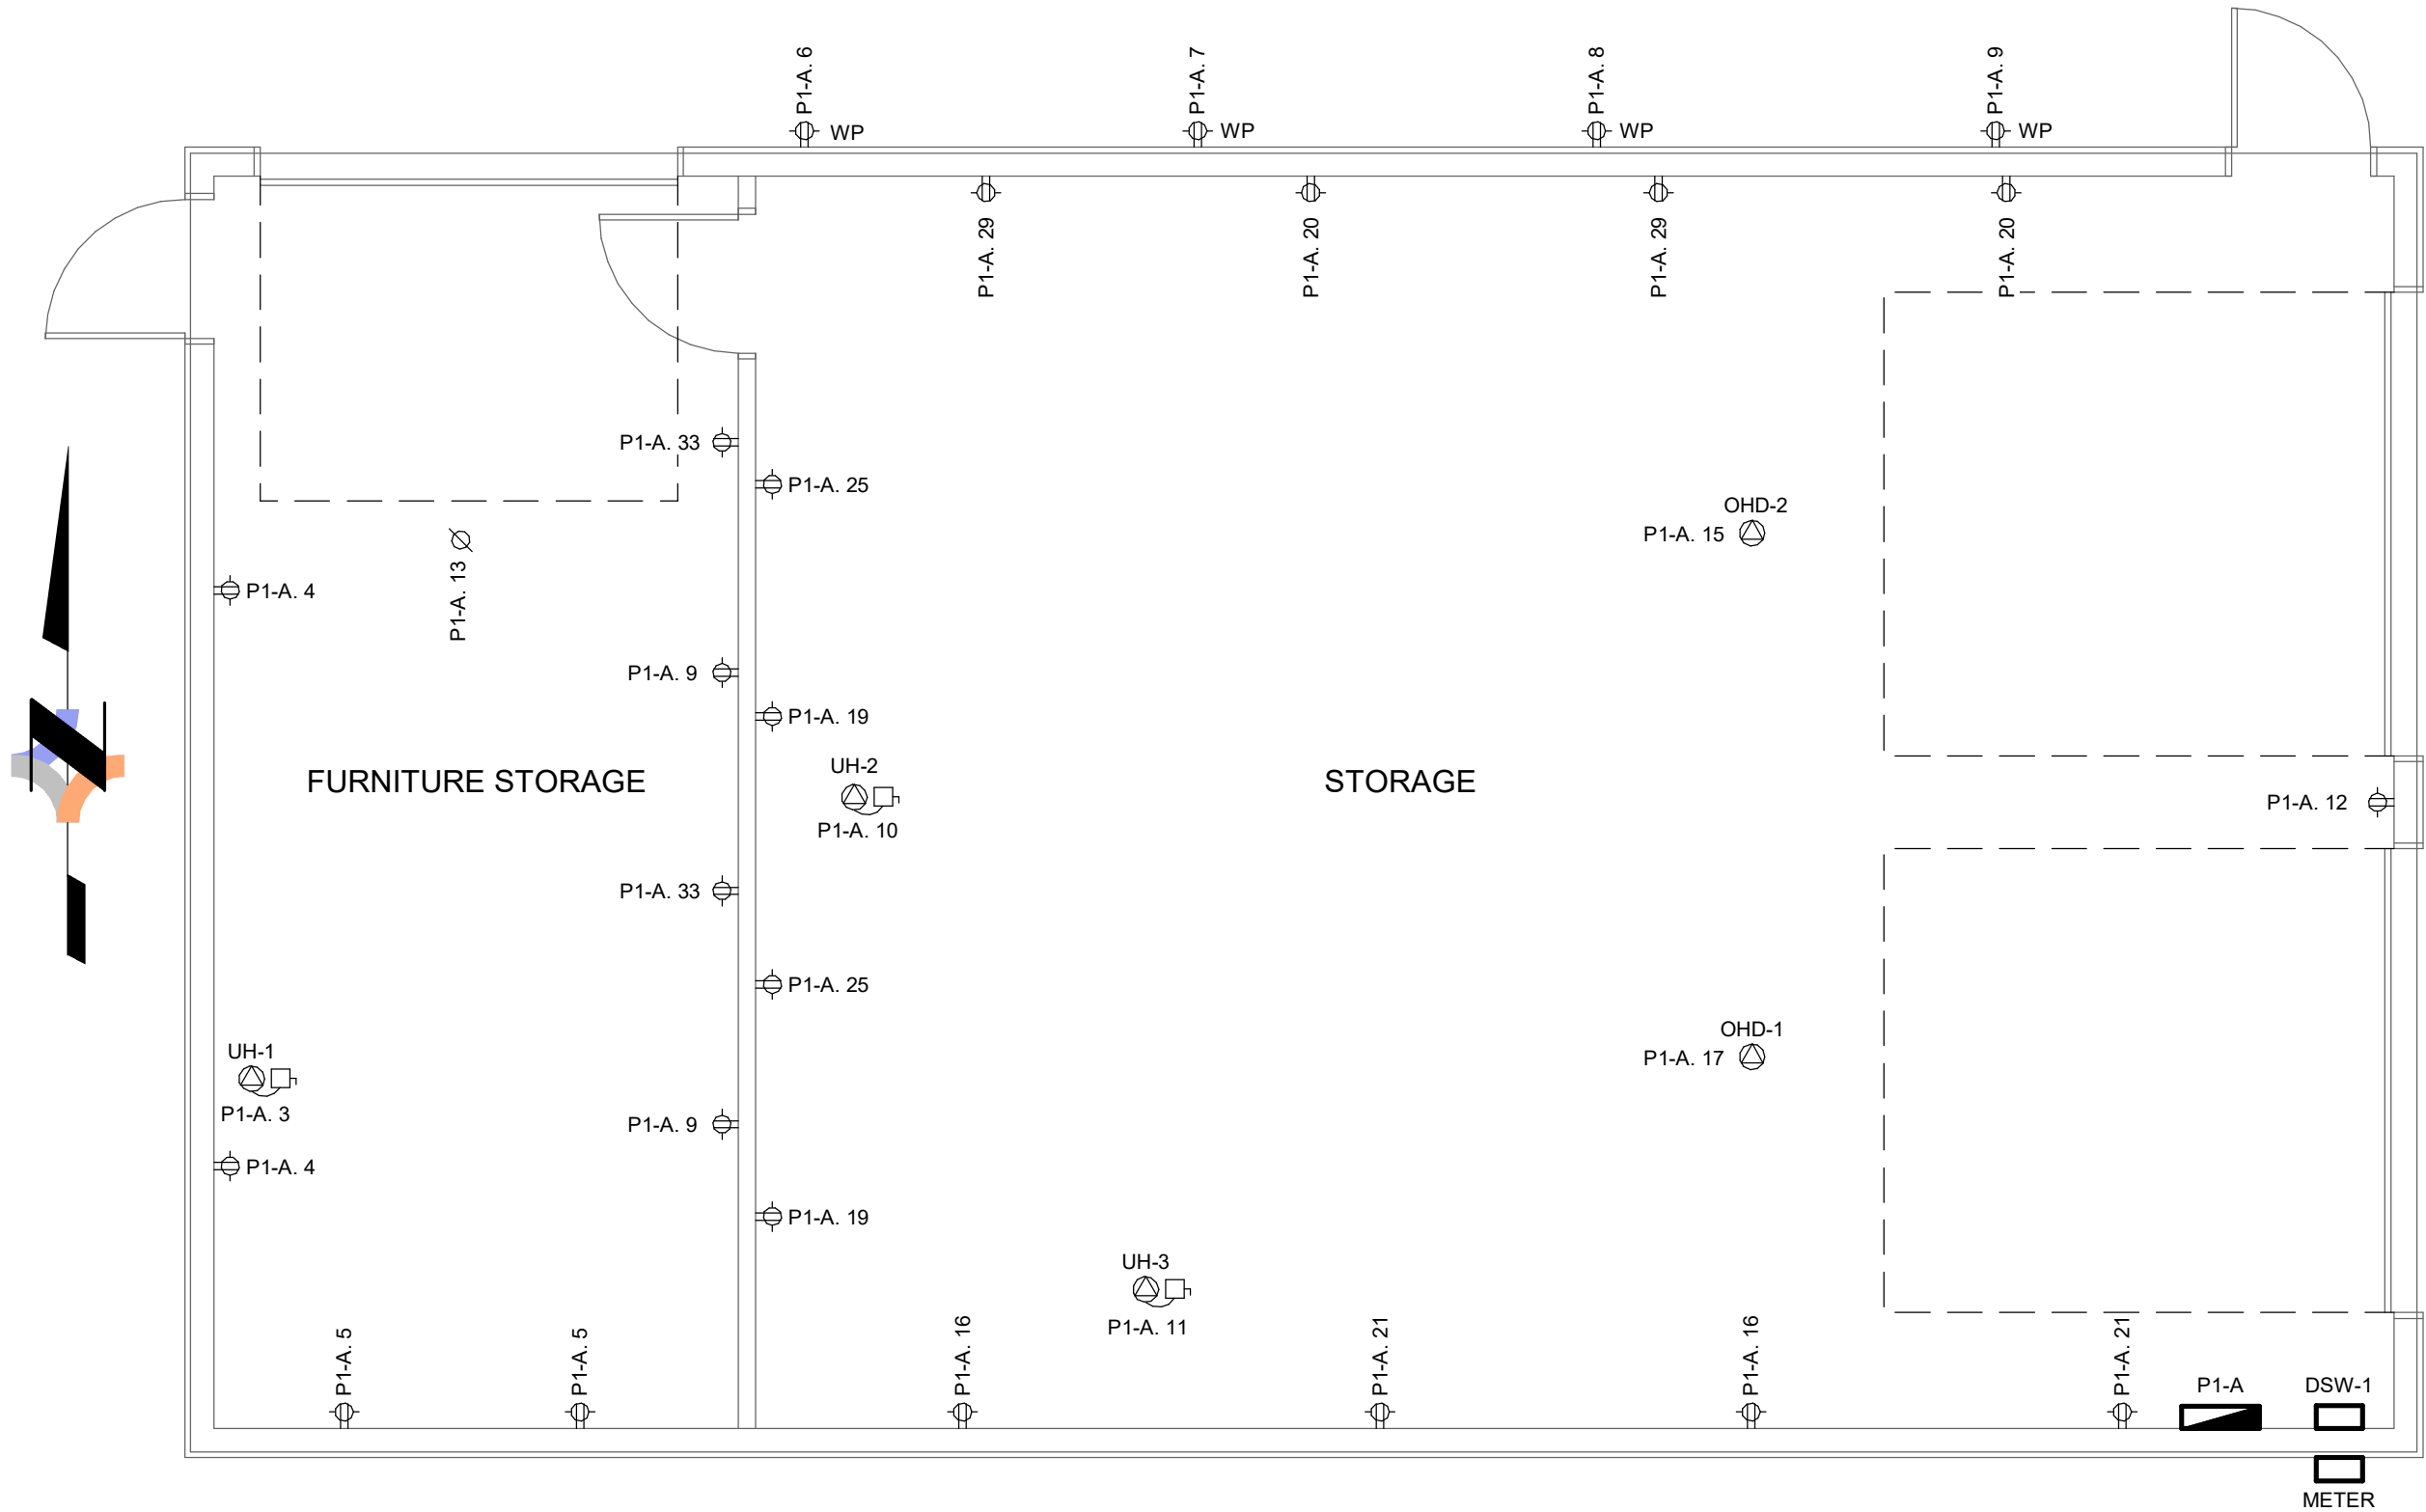 P1-A. 6
P1-A. 7
P1-A. 8
P1-A. 9
WP
WP
WP
WP
P1-A. 29
P1-A. 20
P1-A. 29
P1-A. 20
P1-A. 33
P1-A. 25
OHD-2
P1-A. 15
P1-A. 13
P1-A. 4
P1-A. 9
P1-A. 19
UH-2
FURNITURE STORAGE
STORAGE
P1-A. 12
P1-A. 10
P1-A. 33
P1-A. 25
OHD-1
P1-A. 17
UH-1
P1-A. 3
P1-A. 9
P1-A. 4
P1-A. 19
UH-3
P1-A. 11
P1-A. 5
P1-A. 5
P1-A. 16
P1-A. 21
P1-A. 16
P1-A. 21
P1-A
DSW-1
METER
N